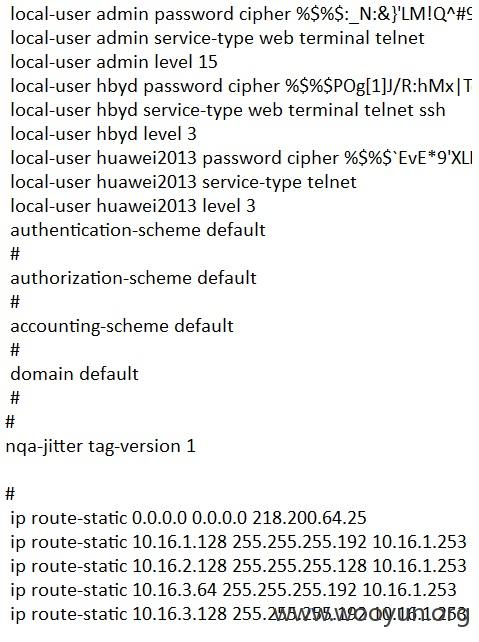 local-user admin password cipher %$%$:_N:&}'LM!Q^#9
local-user admin service-type web terminal telnet
local-user admin level 15
local-user hbyd password cipher %$%$POg[1]J/R:hMx|T
local-user hbyd service-type web terminal telnet ssh
local-user hbyd level 3
local-user huawei2013 password cipher %$%$`EvE*9'XL
local-user huawei2013 service-type telnet
local-user huawei2013 level 3
authentication-scheme default
#
authorization-scheme default
#
accounting-scheme default
#
domain default
#
#
nqa-jitter tag-version 1
#
ip route-static 0.0.0.0 0.0.0.0 218.200.64.25
ip route-static 10.16.1.128 255.255.255.192 10.16.1.253
ip route-static 10.16.2.128 255.255.255.128 10.16.1.253
ip route-static 10.16.3.64 255.255.255.192 10.16.1.253
ip route-static 10.16.3.128 255.255.255.192 10.16.1.253
www.wooyun.org